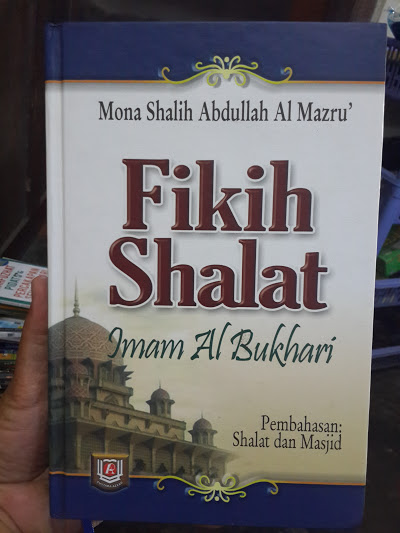 Mona Shalih Abdullah Al Mazru'
Fikih
Shalat
Imam Al Bukhari
Pembahasan:
Shalat dan Masjid